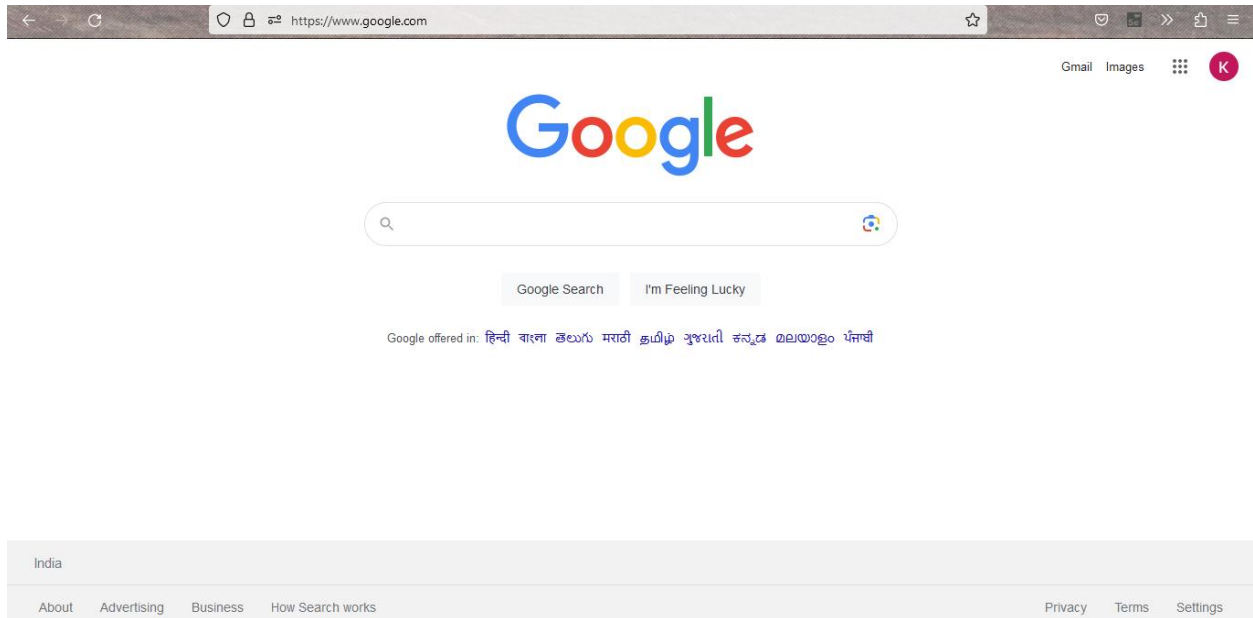 https://www.google.com
Gmail Images K
Google
Google Search I'm Feeling Lucky
Google offered in: हिन्दी বাংলা తెలుగు मराठी தமிழ் ગુજરાતી ಕನ್ನಡ മലയാളം ਪੰਜਾਬੀ
India
About Advertising Business How Search works Privacy Terms Settings